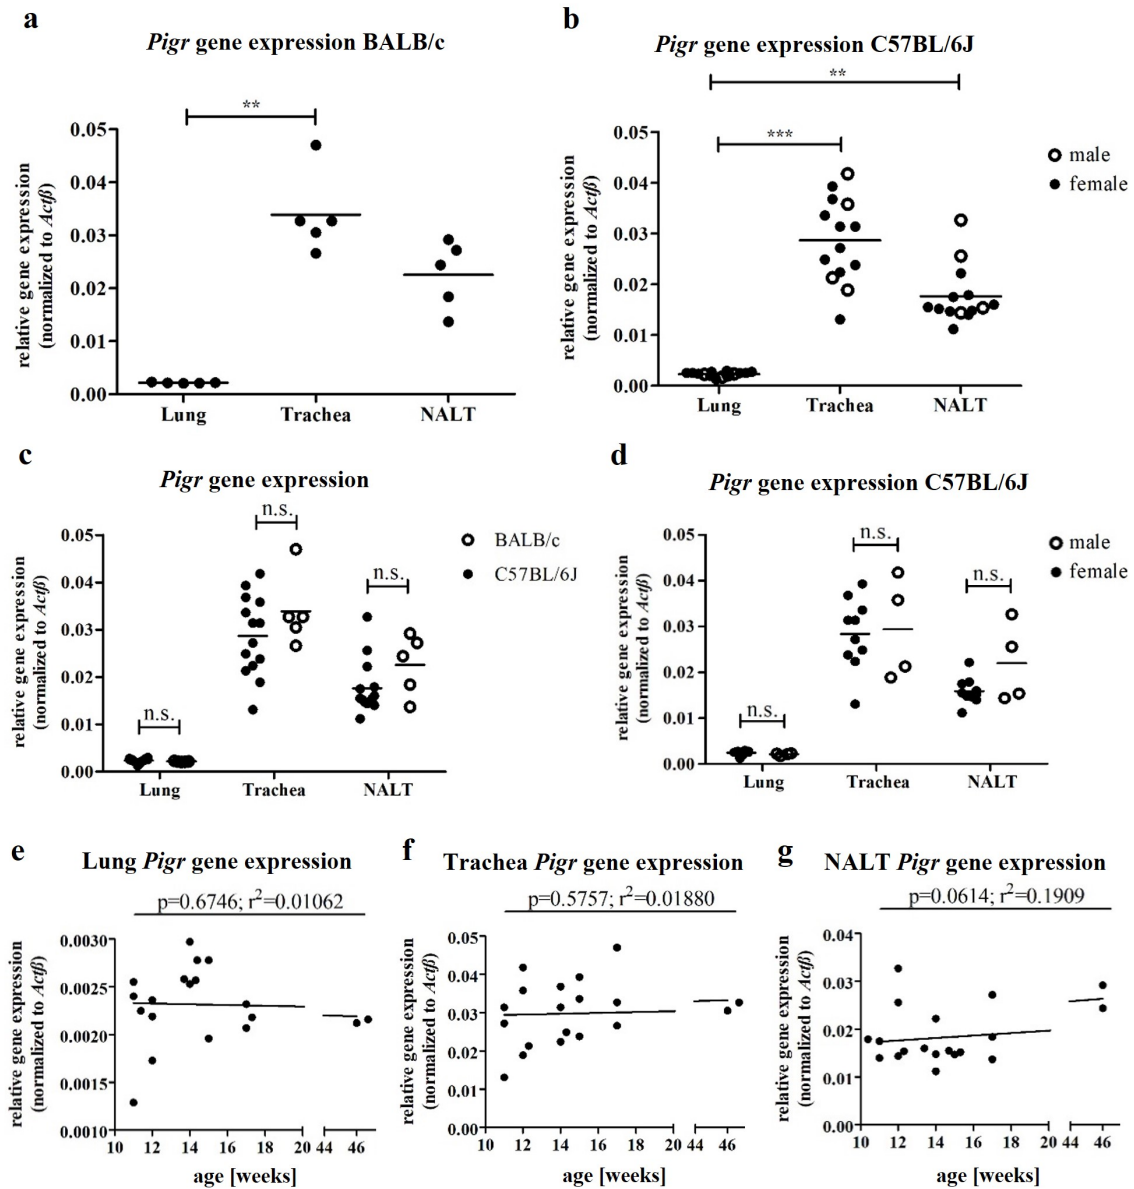 a
Pigr gene expression BALB/c
**
relative gene expression
(normalized to Actβ)
0.05
0.04
0.03
0.02
0.01
0.00
Lung Trachea NALT
b
Pigr gene expression C57BL/6J
**
***
relative gene expression
(normalized to Actβ)
0.05
0.04
0.03
0.02
0.01
0.00
Lung Trachea NALT
male
female
c
Pigr gene expression
n.s.
n.s.
n.s.
relative gene expression
(normalized to Actβ)
0.05
0.04
0.03
0.02
0.01
0.00
Lung Trachea NALT
BALB/c
C57BL/6J
d
Pigr gene expression C57BL/6J
n.s.
n.s.
n.s.
relative gene expression
(normalized to Actβ)
0.05
0.04
0.03
0.02
0.01
0.00
Lung Trachea NALT
male
female
e
Lung Pigr gene expression
p=0.6746; r²=0.01062
relative gene expression
(normalized to Actβ)
0.0030
0.0025
0.0020
0.0015
0.0010
10 12 14 16 18 20 44 46
age [weeks]
f
Trachea Pigr gene expression
p=0.5757; r²=0.01880
relative gene expression
(normalized to Actβ)
0.05
0.04
0.03
0.02
0.01
0.00
10 12 14 16 18 20 44 46
age [weeks]
g
NALT Pigr gene expression
p=0.0614; r²=0.1909
relative gene expression
(normalized to Actβ)
0.04
0.03
0.02
0.01
0.00
10 12 14 16 18 20 44 46
age [weeks]